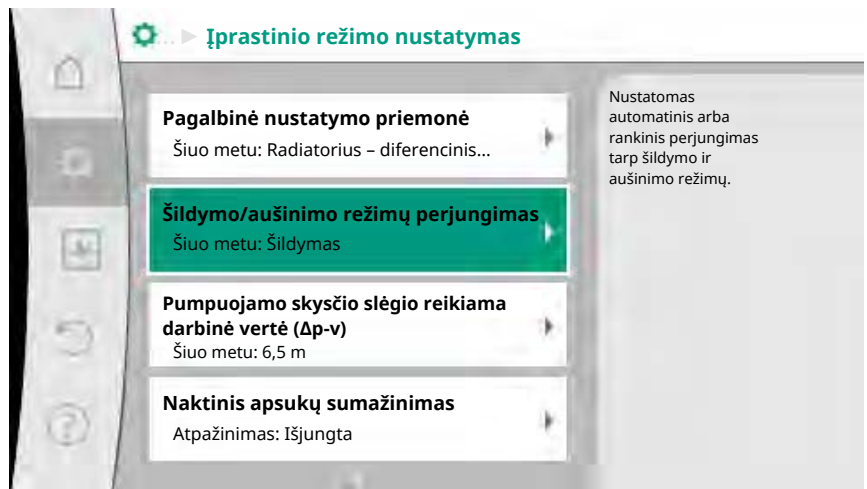 Įprastinio režimo nustatymas
Pagalbinė nustatymo priemonė
Šiuo metu: Radiatorius – diferencinis...
Šildymo/aušinimo režimų perjungimas
Šiuo metu: Šildymas
Pumpuojamo skysčio slėgio reikiama
darbinė vertė (Δp-v)
Šiuo metu: 6,5 m
Naktinis apsukų sumažinimas
Atpažinimas: Išjungta
Nustatomas
automatinis arba
rankinis perjungimas
tarp šildymo ir
aušinimo režimų.